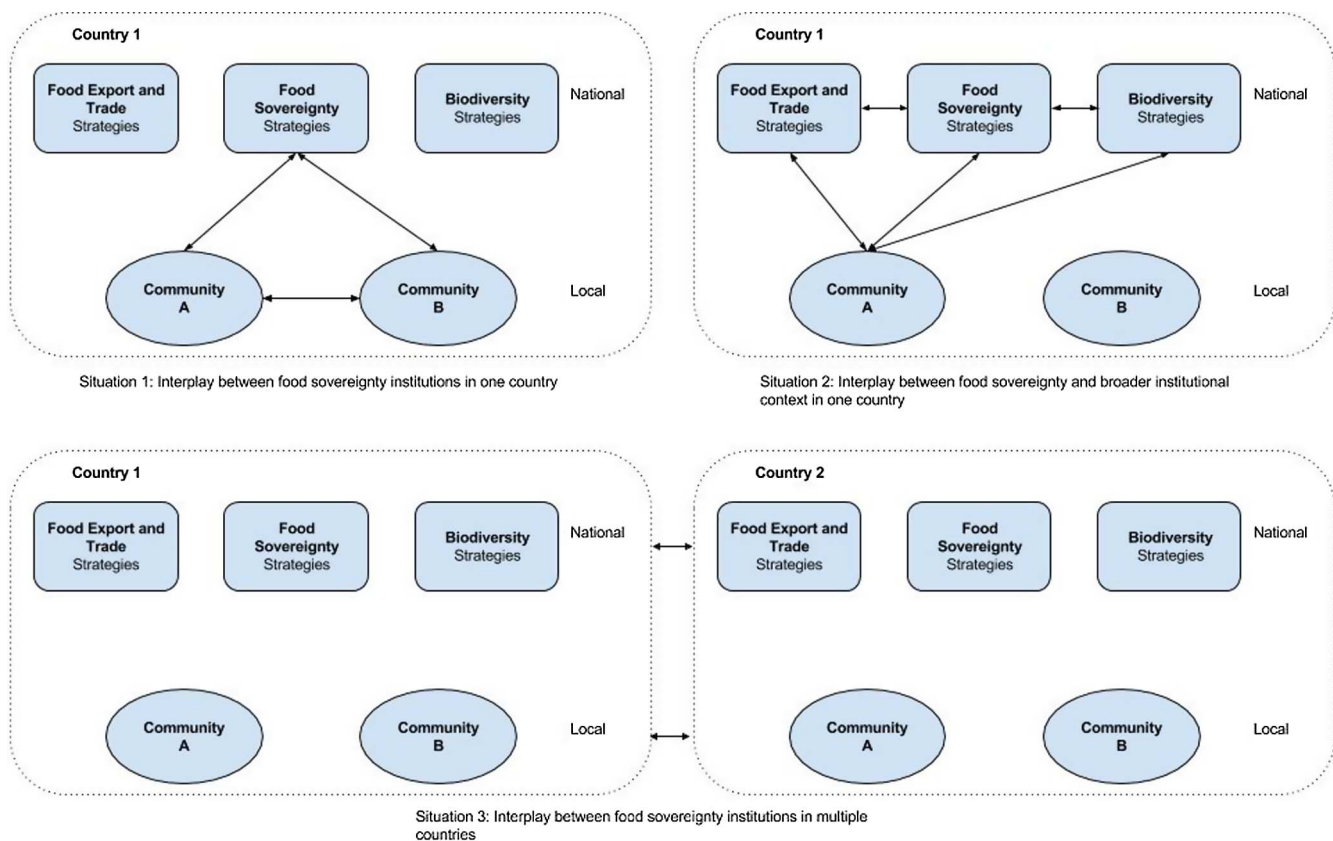 Country 1
Food Export and
Trade
Strategies
Food
Sovereignty
Strategies
Biodiversity
Strategies
National
Community
A
Community
B
Local
Situation 1: Interplay between food sovereignty institutions in one country
Country 1
Food Export and
Trade
Strategies
Food
Sovereignty
Strategies
Biodiversity
Strategies
National
Community
A
Community
B
Local
Situation 2: Interplay between food sovereignty and broader institutional
context in one country
Country 1
Food Export and
Trade
Strategies
Food
Sovereignty
Strategies
Biodiversity
Strategies
National
Community
A
Community
B
Local
Country 2
Food Export and
Trade
Strategies
Food
Sovereignty
Strategies
Biodiversity
Strategies
National
Community
A
Community
B
Local
Situation 3: Interplay between food sovereignty institutions in multiple
countries